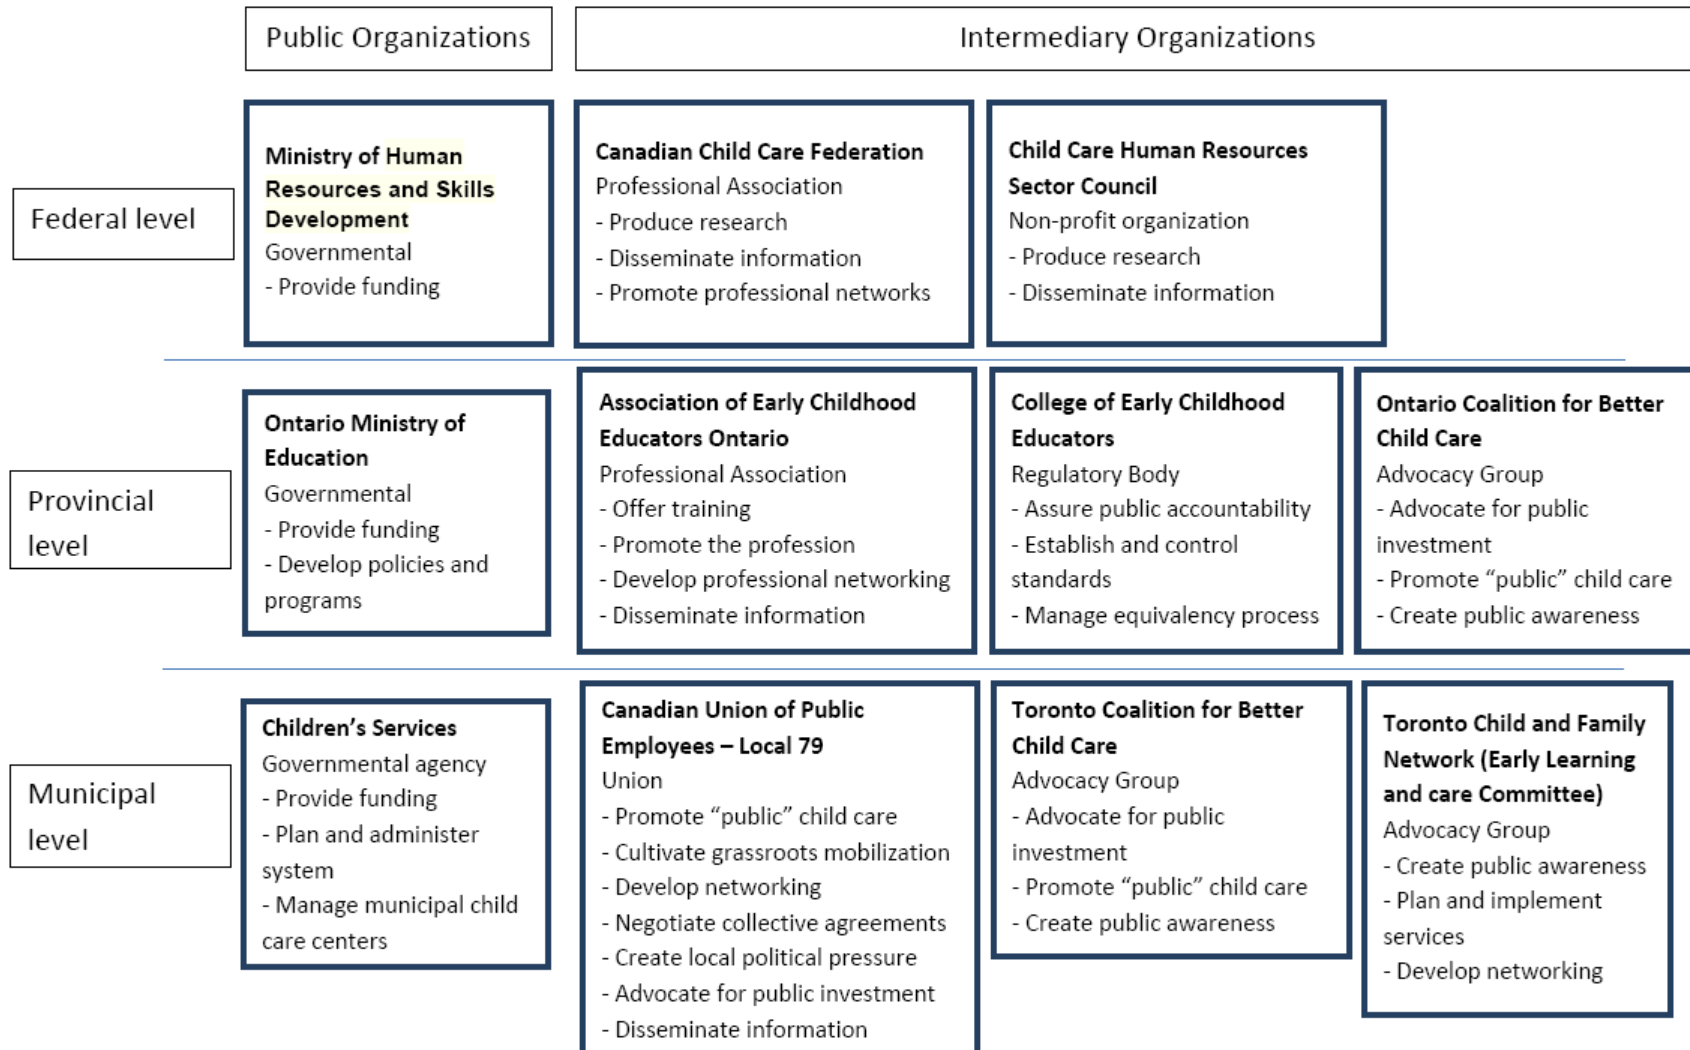 Public Organizations
Intermediary Organizations
Federal level
Ministry of Human
Resources and Skills
Development
Governmental
- Provide funding
Canadian Child Care Federation
Professional Association
- Produce research
- Disseminate information
- Promote professional networks
Child Care Human Resources
Sector Council
Non-profit organization
- Produce research
- Disseminate information
Provincial
level
Ontario Ministry of
Education
Governmental
- Provide funding
- Develop policies and
programs
Association of Early Childhood
Educators Ontario
Professional Association
- Offer training
- Promote the profession
- Develop professional networking
- Disseminate information
College of Early Childhood
Educators
Regulatory Body
- Assure public accountability
- Establish and control
standards
- Manage equivalency process
Ontario Coalition for Better
Child Care
Advocacy Group
- Advocate for public
investment
- Promote “public” child care
- Create public awareness
Municipal
level
Children’s Services
Governmental agency
- Provide funding
- Plan and administer
system
- Manage municipal child
care centers
Canadian Union of Public
Employees – Local 79
Union
- Promote “public” child care
- Cultivate grassroots mobilization
- Develop networking
- Negotiate collective agreements
- Create local political pressure
- Advocate for public investment
- Disseminate information
Toronto Coalition for Better
Child Care
Advocacy Group
- Advocate for public
investment
- Promote “public” child care
- Create public awareness
Toronto Child and Family
Network (Early Learning
and care Committee)
Advocacy Group
- Create public awareness
- Plan and implement
services
- Develop networking